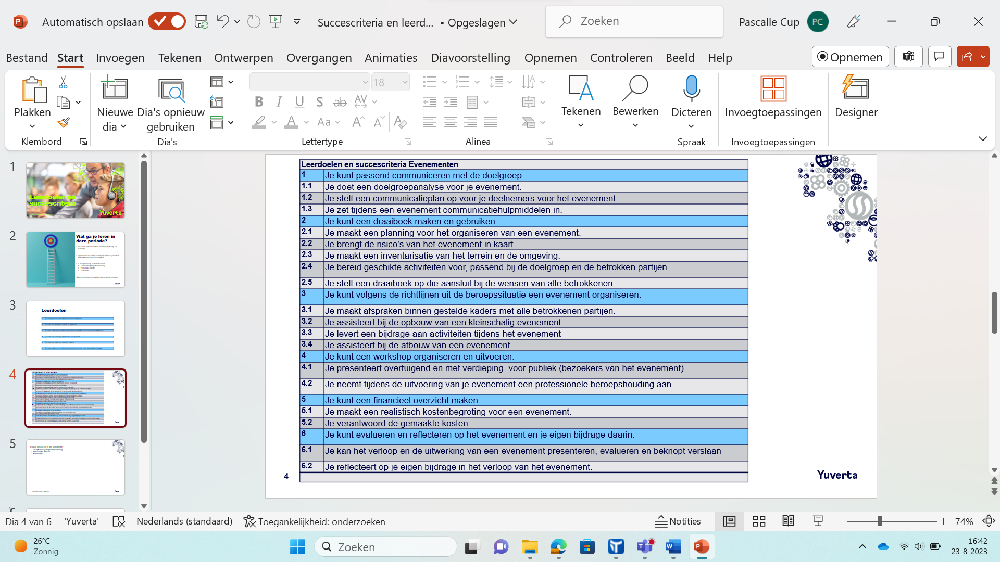 Automatisch opslaan
Succescriteria en leerd... • Opgeslagen
Zoeken
Pascalle Cup
PC
Bestand Start Invoegen Tekenen Ontwerpen Overgangen Animaties Diavoorstelling Opnemen Controleren Beeld Help
Opnemen
Plakken
Klembord
Nieuwe dia
Dia's opnieuw gebruiken
Dia's
18
Lettertype
Alinea
Tekenen
Bewerken
Dicteren
Spraak
Invoegtoepassingen
Invoegtoepassingen
Designer
1
Leerdoelen en
succescriteria
Yuverta
2
Wat ga je leren in
deze periode?
3
Leerdoelen
4
5
Leerdoelen en succescriteria Evenementen
1 Je kunt passend communiceren met de doelgroep.
1.1 Je doet een doelgroepanalyse voor je evenement.
1.2 Je stelt een communicatieplan op voor je deelnemers voor het evenement.
1.3 Je zet tijdens een evenement communicatiehulpmiddelen in.
2 Je kunt een draaiboek maken en gebruiken.
2.1 Je maakt een planning voor het organiseren van een evenement.
2.2 Je brengt de risico’s van het evenement in kaart.
2.3 Je maakt een inventarisatie van het terrein en de omgeving.
2.4 Je bereid geschikte activiteiten voor, passend bij de doelgroep en de betrokken partijen.
2.5 Je stelt een draaiboek op die aansluit bij de wensen van alle betrokkenen.
3 Je kunt volgens de richtlijnen uit de beroepssituatie een evenement organiseren.
3.1 Je maakt afspraken binnen gestelde kaders met alle betrokkenen partijen.
3.2 Je assisteert bij de opbouw van een kleinschalig evenement
3.3 Je levert een bijdrage aan activiteiten tijdens het evenement
3.4 Je assisteert bij de afbouw van een evenement.
4 Je kunt een workshop organiseren en uitvoeren.
4.1 Je presenteert overtuigend en met verdieping voor publiek (bezoekers van het evenement).
4.2 Je neemt tijdens de uitvoering van je evenement een professionele beroepshouding aan.
5 Je kunt een financieel overzicht maken.
5.1 Je maakt een realistisch kostenbegroting voor een evenement.
5.2 Je verantwoord de gemaakte kosten.
6 Je kunt evalueren en reflecteren op het evenement en je eigen bijdrage daarin.
6.1 Je kan het verloop en de uitwerking van een evenement presenteren, evalueren en beknopt verslaan
6.2 Je reflecteert op je eigen bijdrage in het verloop van het evenement.
4
Yuverta
Dia 4 van 6 'Yuverta' Nederlands (standaard) Toegankelijkheid: onderzoeken
Notities
74%
26°C
Zonnig
Zoeken
16:42
23-8-2023